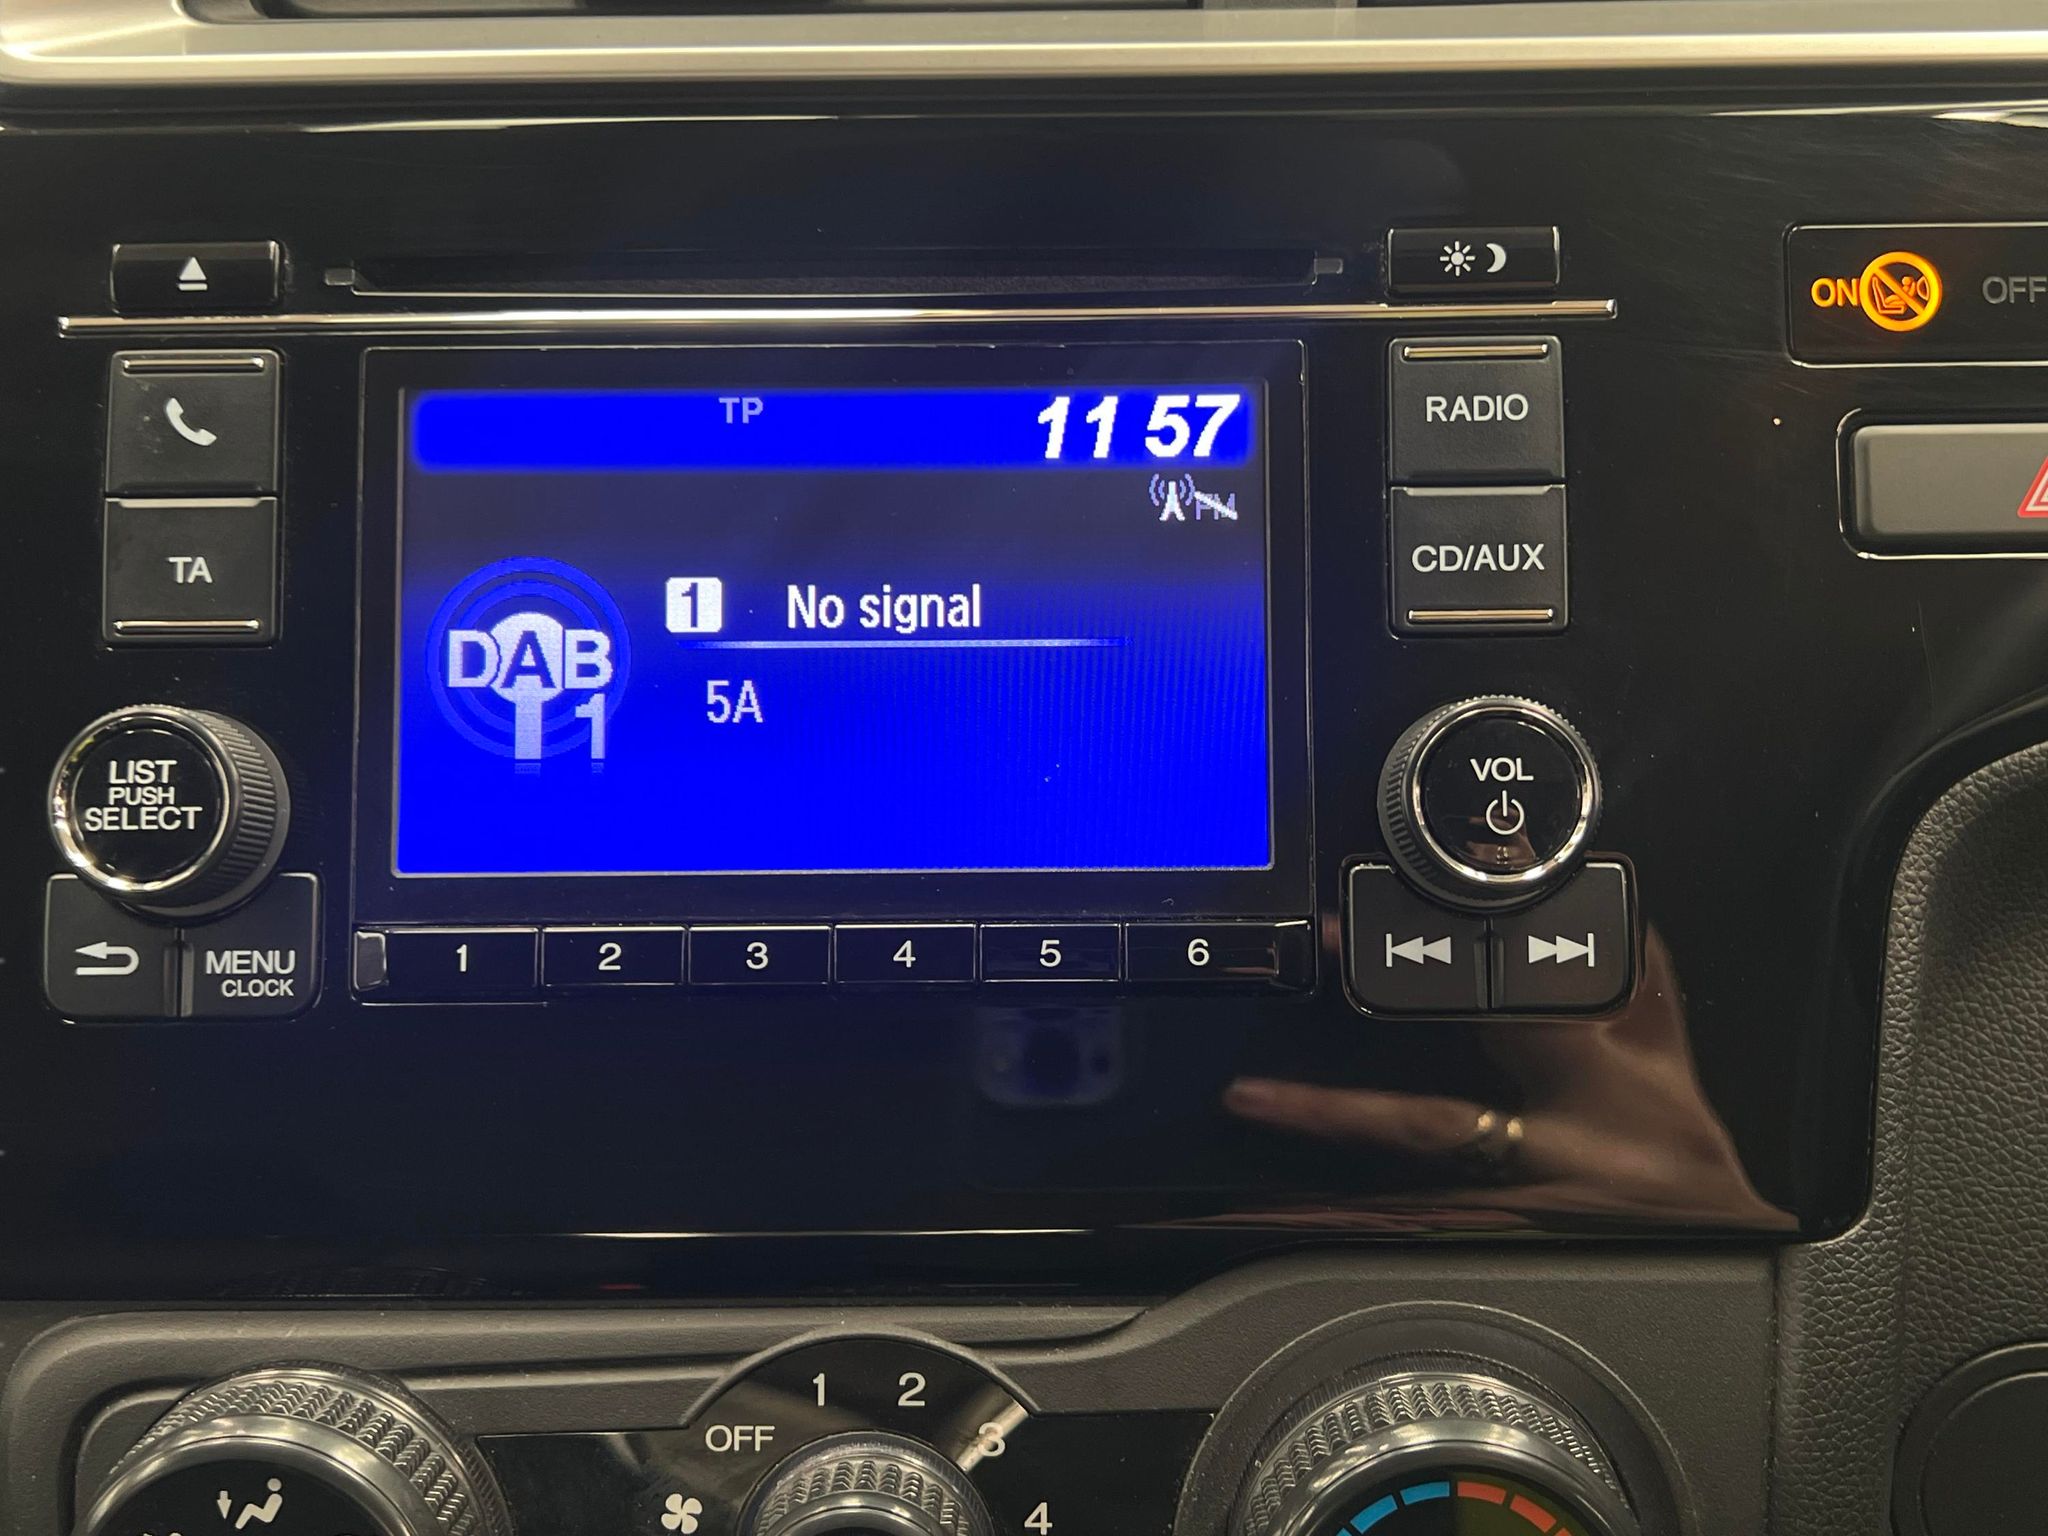 ON OFF
TP 11 57
RADIO
FM
TA
CD/AUX
1 No signal
DAB 1
5A
LIST
PUSH
SELECT
VOL
MENU
CLOCK
1 2 3 4 5 6
OFF 1 2 3 4